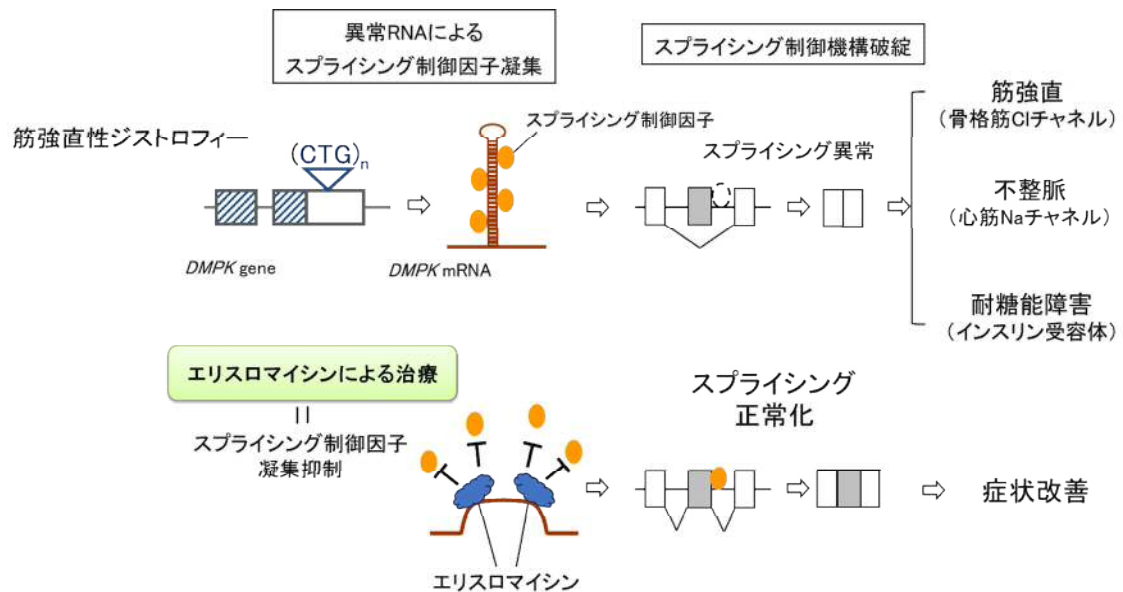 異常RNAによる
スプライシング制御因子凝集
スプライシング制御機構破綻
筋強直性ジストロフィー
(CTG)n
スプライシング制御因子
スプライシング異常
筋強直
(骨格筋Clチャネル)
不整脈
(心筋Naチャネル)
耐糖能障害
(インスリン受容体)
DMPK gene
DMPK mRNA
エリスロマイシンによる治療
スプライシング制御因子
凝集抑制
スプライシング
正常化
症状改善
エリスロマイシン